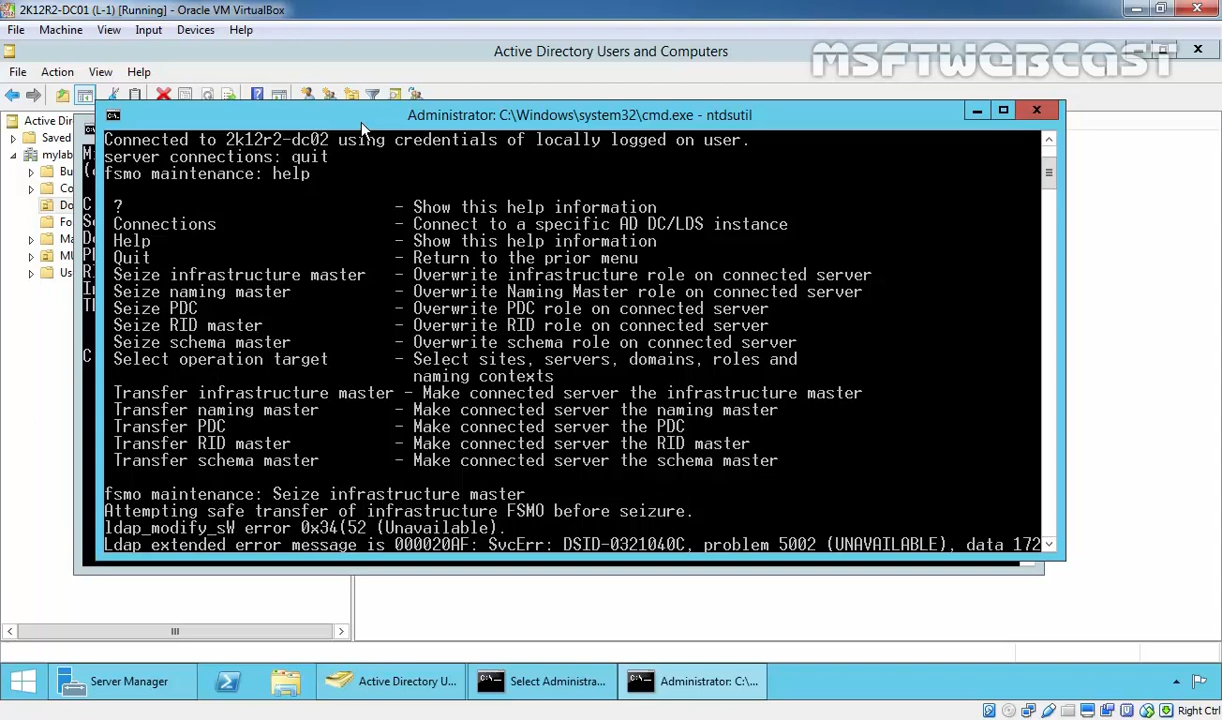 2K12R2-DC01 (L-1) [Running] - Oracle VM VirtualBox
File Machine View Input Devices Help
Active Directory Users and Computers
MSFTWEBCAST
File Action View Help
Active Dir
Saved
mylab
Bu
Co
Do
Fo
Ma
MU
Us
Administrator: C:\Windows\system32\cmd.exe - ntdsutil
Connected to 2k12r2-dc02 using credentials of locally logged on user.
server connections: quit
fsmo maintenance: help
? - Show this help information
Connections - Connect to a specific AD DC/LDS instance
Help - Show this help information
Quit - Return to the prior menu
Seize infrastructure master - Overwrite infrastructure role on connected server
Seize naming master - Overwrite Naming Master role on connected server
Seize PDC - Overwrite PDC role on connected server
Seize RID master - Overwrite RID role on connected server
Seize schema master - Overwrite schema role on connected server
Select operation target - Select sites, servers, domains, roles and
naming contexts
Transfer infrastructure master - Make connected server the infrastructure master
Transfer naming master - Make connected server the naming master
Transfer PDC - Make connected server the PDC
Transfer RID master - Make connected server the RID master
Transfer schema master - Make connected server the schema master
fsmo maintenance: Seize infrastructure master
Attempting safe transfer of infrastructure FSMO before seizure.
ldap_modify_sW error 0x34(52 (Unavailable).
Ldap extended error message is 000020AF: SvcErr: DSID-0321040C, problem 5002 (UNAVAILABLE), data 172
Server Manager
Active Directory U...
Select Administra...
Administrator: C:\...
Right Ctrl